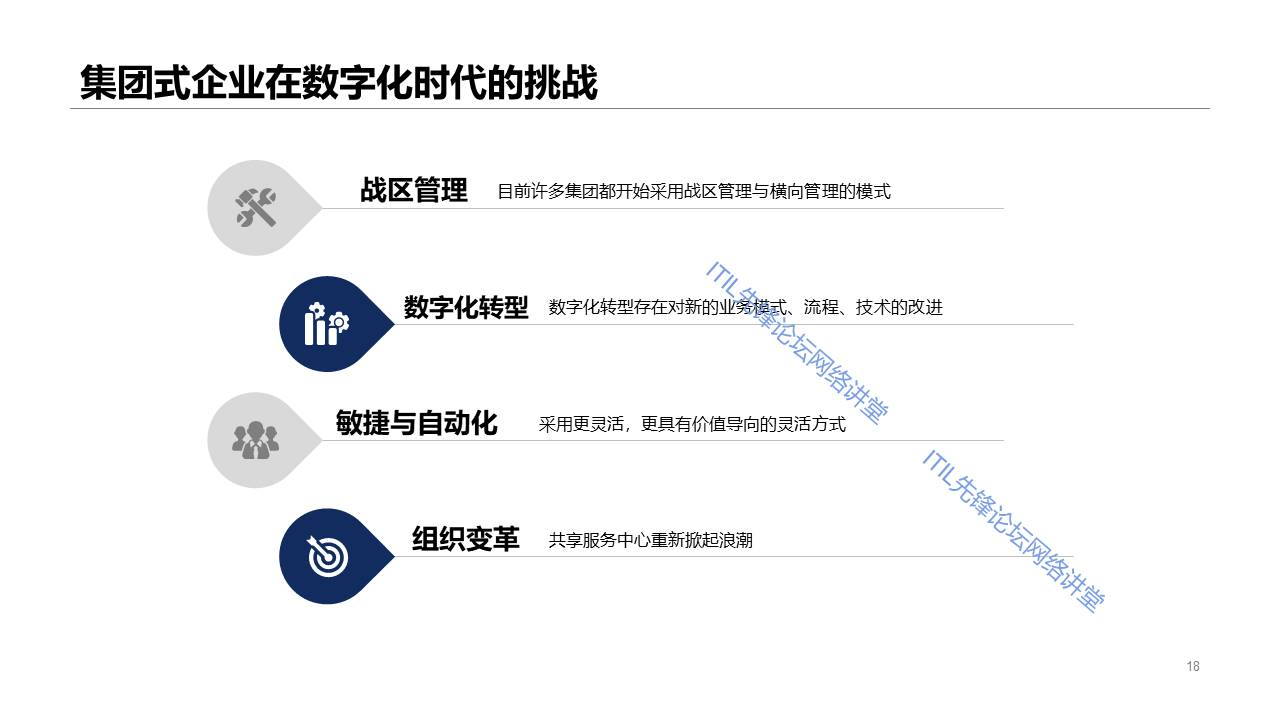 集团式企业在数字化时代的挑战
战区管理 目前许多集团都开始采用战区管理与横向管理的模式
数字化转型 数字化转型存在对新的业务模式、流程、技术的改进
敏捷与自动化 采用更灵活，更具有价值导向的灵活方式
组织变革 共享服务中心重新掀起浪潮
ITIL先锋论坛网络讲堂
ITIL先锋论坛网络讲堂
18